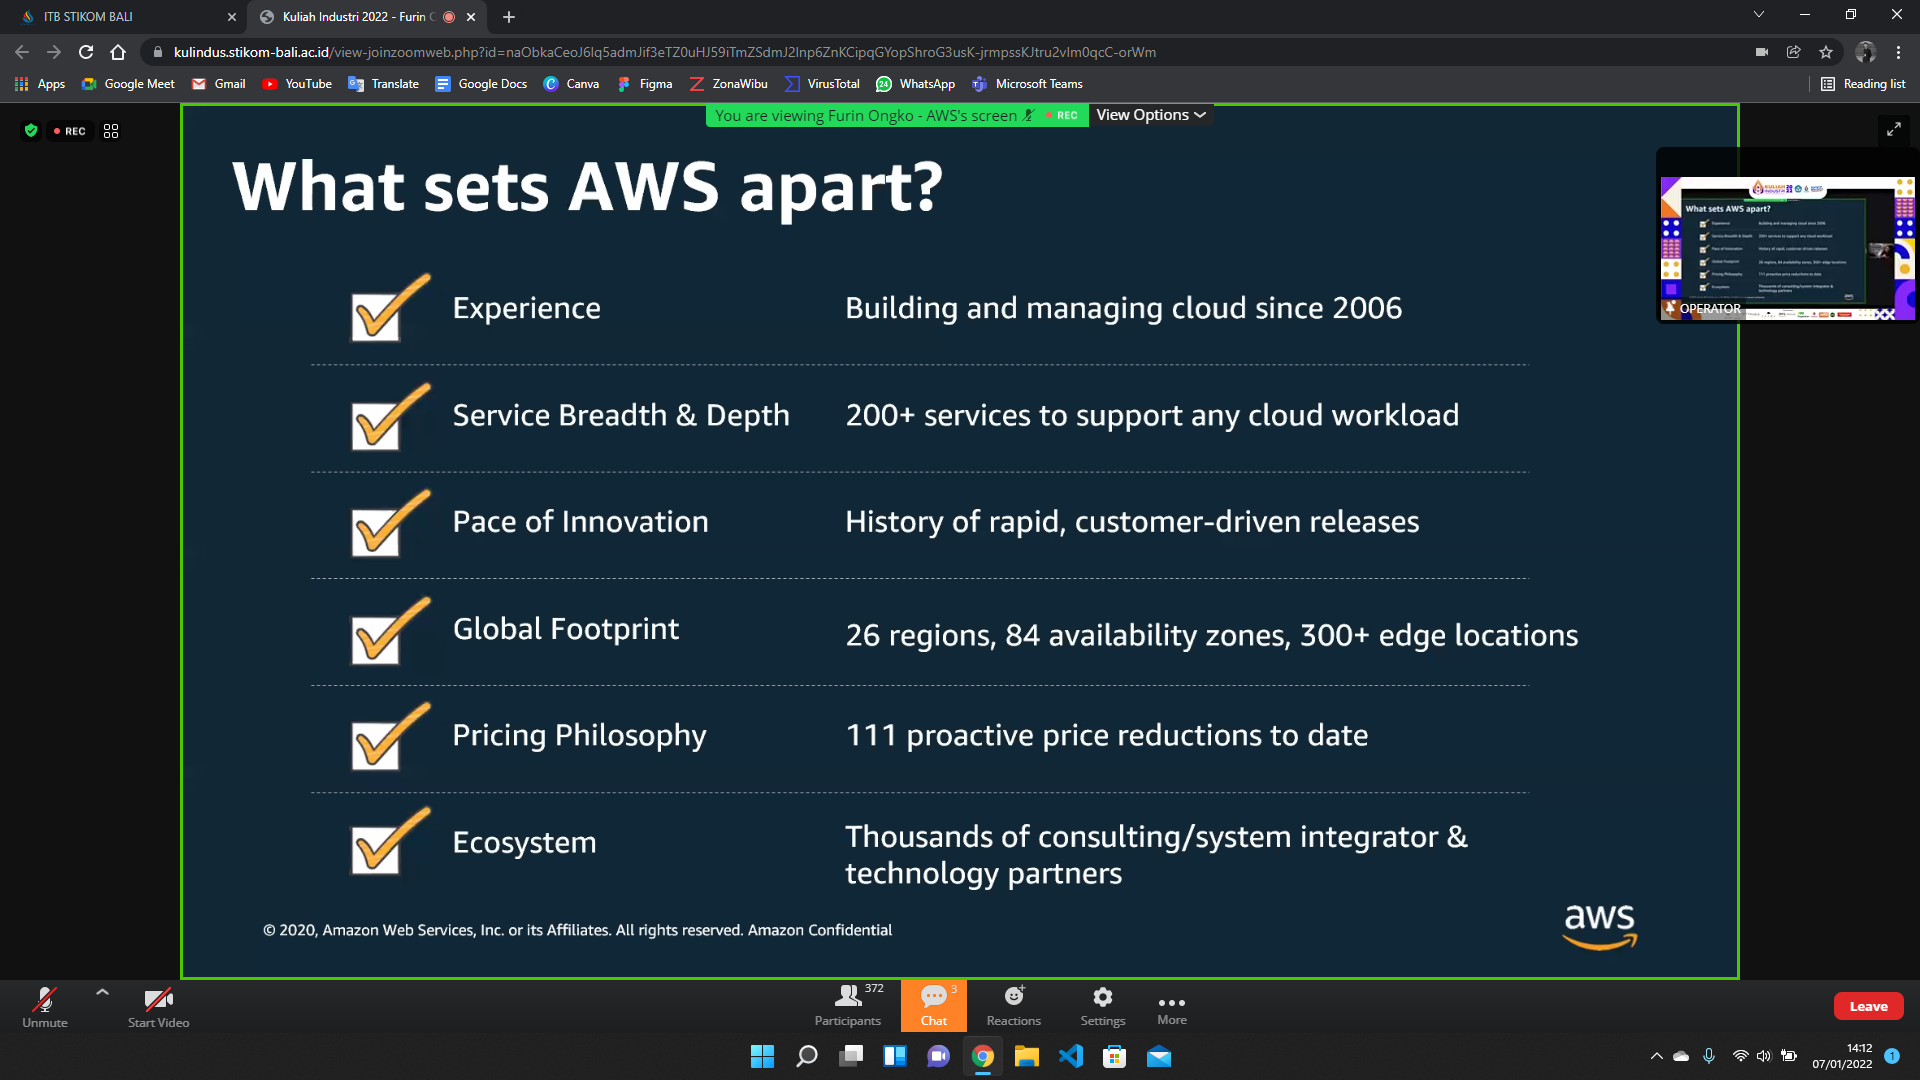 ITB STIKOM BALI
Kuliah Industri 2022 - Furin
kulindus.stikom-bali.ac.id/view-joinzoomweb.php?id=naObkaCeoJ6Iq5admJif3eTZ0uHJ59iTmZSdmJ2Inp6ZnKCipqGYopShroG3usK-jrmpssKJtru2vlm0qcC-orWm
Apps Google Meet Gmail YouTube Translate Google Docs Canva Figma ZonaWibu VirusTotal WhatsApp Microsoft Teams Reading list
REC
You are viewing Furin Ongko - AWS's screen REC View Options
What sets AWS apart?
Experience Building and managing cloud since 2006
Service Breadth & Depth 200+ services to support any cloud workload
Pace of Innovation History of rapid, customer-driven releases
Global Footprint 26 regions, 84 availability zones, 300+ edge locations
Pricing Philosophy 111 proactive price reductions to date
Ecosystem Thousands of consulting/system integrator &
technology partners
© 2020, Amazon Web Services, Inc. or its Affiliates. All rights reserved. Amazon Confidential
aws
What sets AWS apart?
OPERATOR
Unmute Start Video Participants 372 Chat 3 Reactions Settings More Leave
14:12
07/01/2022
1